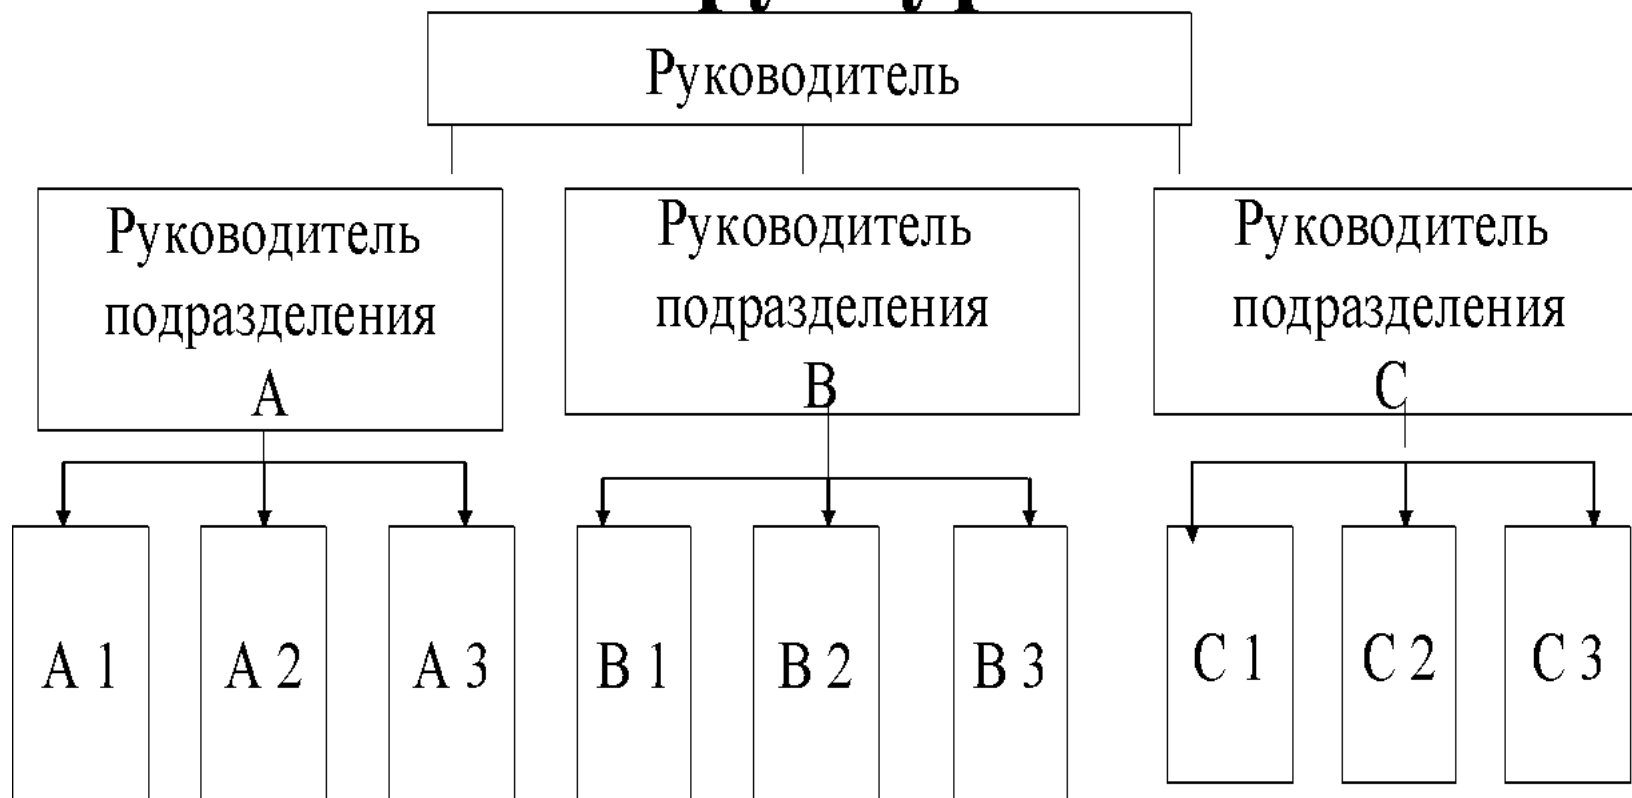 Руководитель
Руководитель
подразделения
А
Руководитель
подразделения
В
Руководитель
подразделения
С
А 1
А 2
А 3
В 1
В 2
В 3
С 1
С 2
С 3